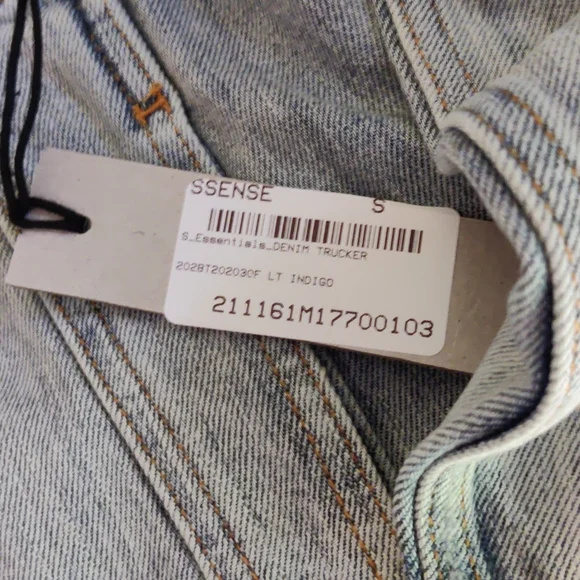 SSENSE S
S_Essentials_DENIM TRUCKER
202BT202030F LT INDIGO
211161M17700103